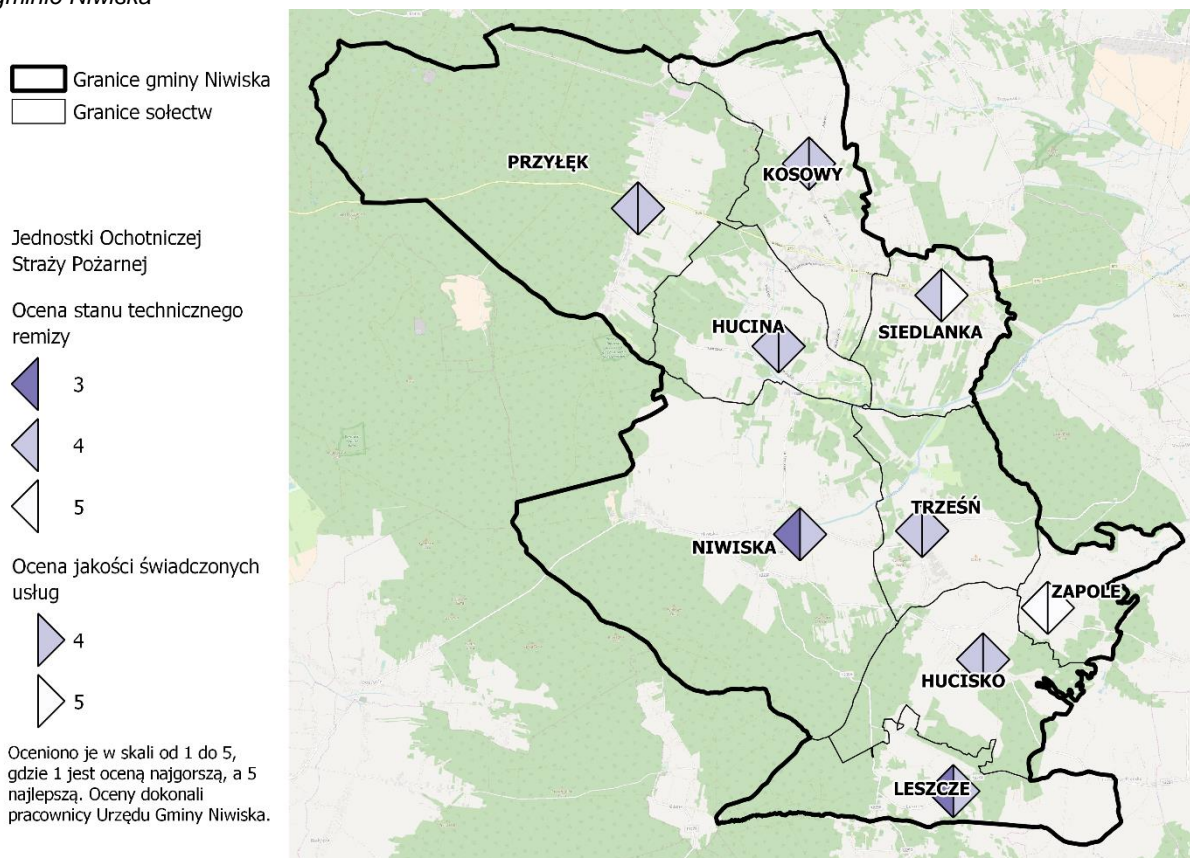 gminie Niwiska
Granice gminy Niwiska
Granice sołectw
Jednostki Ochotniczej
Straży Pożarnej
Ocena stanu technicznego
remizy
3
4
5
Ocena jakości świadczonych
usług
4
5
Oceniono je w skali od 1 do 5,
gdzie 1 jest oceną najgorszą, a 5
najlepszą. Oceny dokonali
pracownicy Urzędu Gminy Niwiska.
PRZYŁĘK
KOSOWY
HUCINA
SIEDLANKA
NIWISKA
TRZEŚŃ
ZAPOLE
HUCISKO
LESZCZE